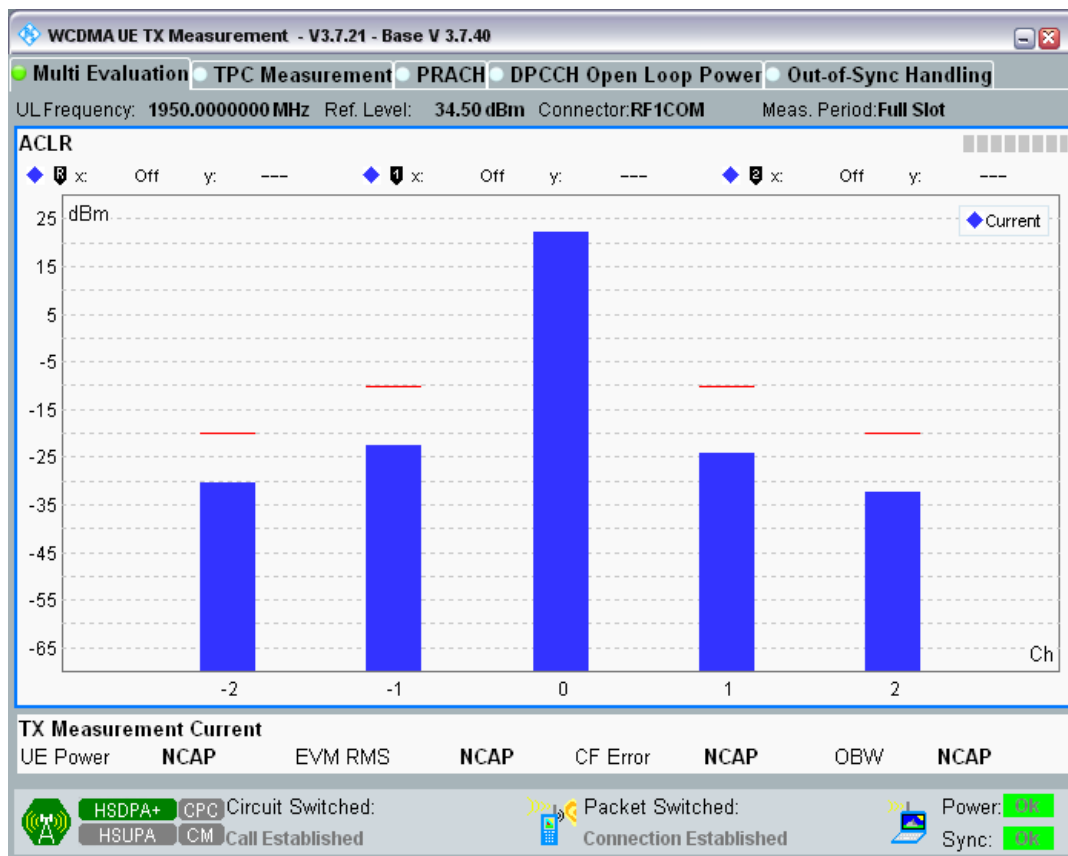 WCDMA UE TX Measurement - V3.7.21 - Base V 3.7.40
Multi Evaluation TPC Measurement PRACH DPCCH Open Loop Power Out-of-Sync Handling
UL Frequency: 1950.0000000 MHz Ref. Level: 34.50 dBm Connector:RF1COM Meas. Period:Full Slot
ACLR
R x: Off y: --- 1 x: Off y: --- 2 x: Off y: ---
25 dBm
Current
15
5
-5
-15
-25
-35
-45
-55
-65
Ch
-2 -1 0 1 2
TX Measurement Current
UE Power NCAP EVM RMS NCAP CF Error NCAP OBW NCAP
HSDPA+ CPC Circuit Switched: Packet Switched: Power: OK
HSUPA CM Call Established Connection Established Sync: OK